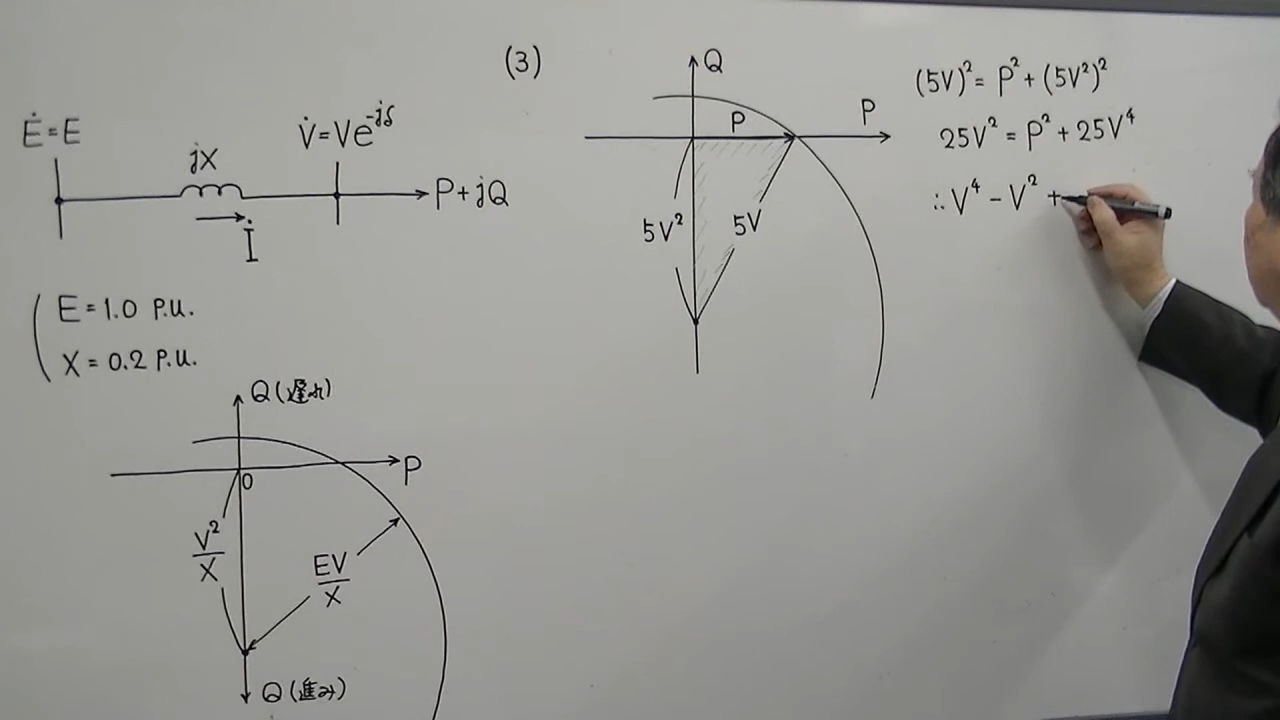 Ė = E
jX
V̇ = Ve^-jδ
P + jQ
İ
E = 1.0 P.U.
X = 0.2 P.U.
Q (遅れ)
P
0
V²/X
EV/X
Q (進み)
(3)
Q
P
P
5V²
5V
(5V)² = P² + (5V²)²
25V² = P² + 25V⁴
∴ V⁴ - V² +